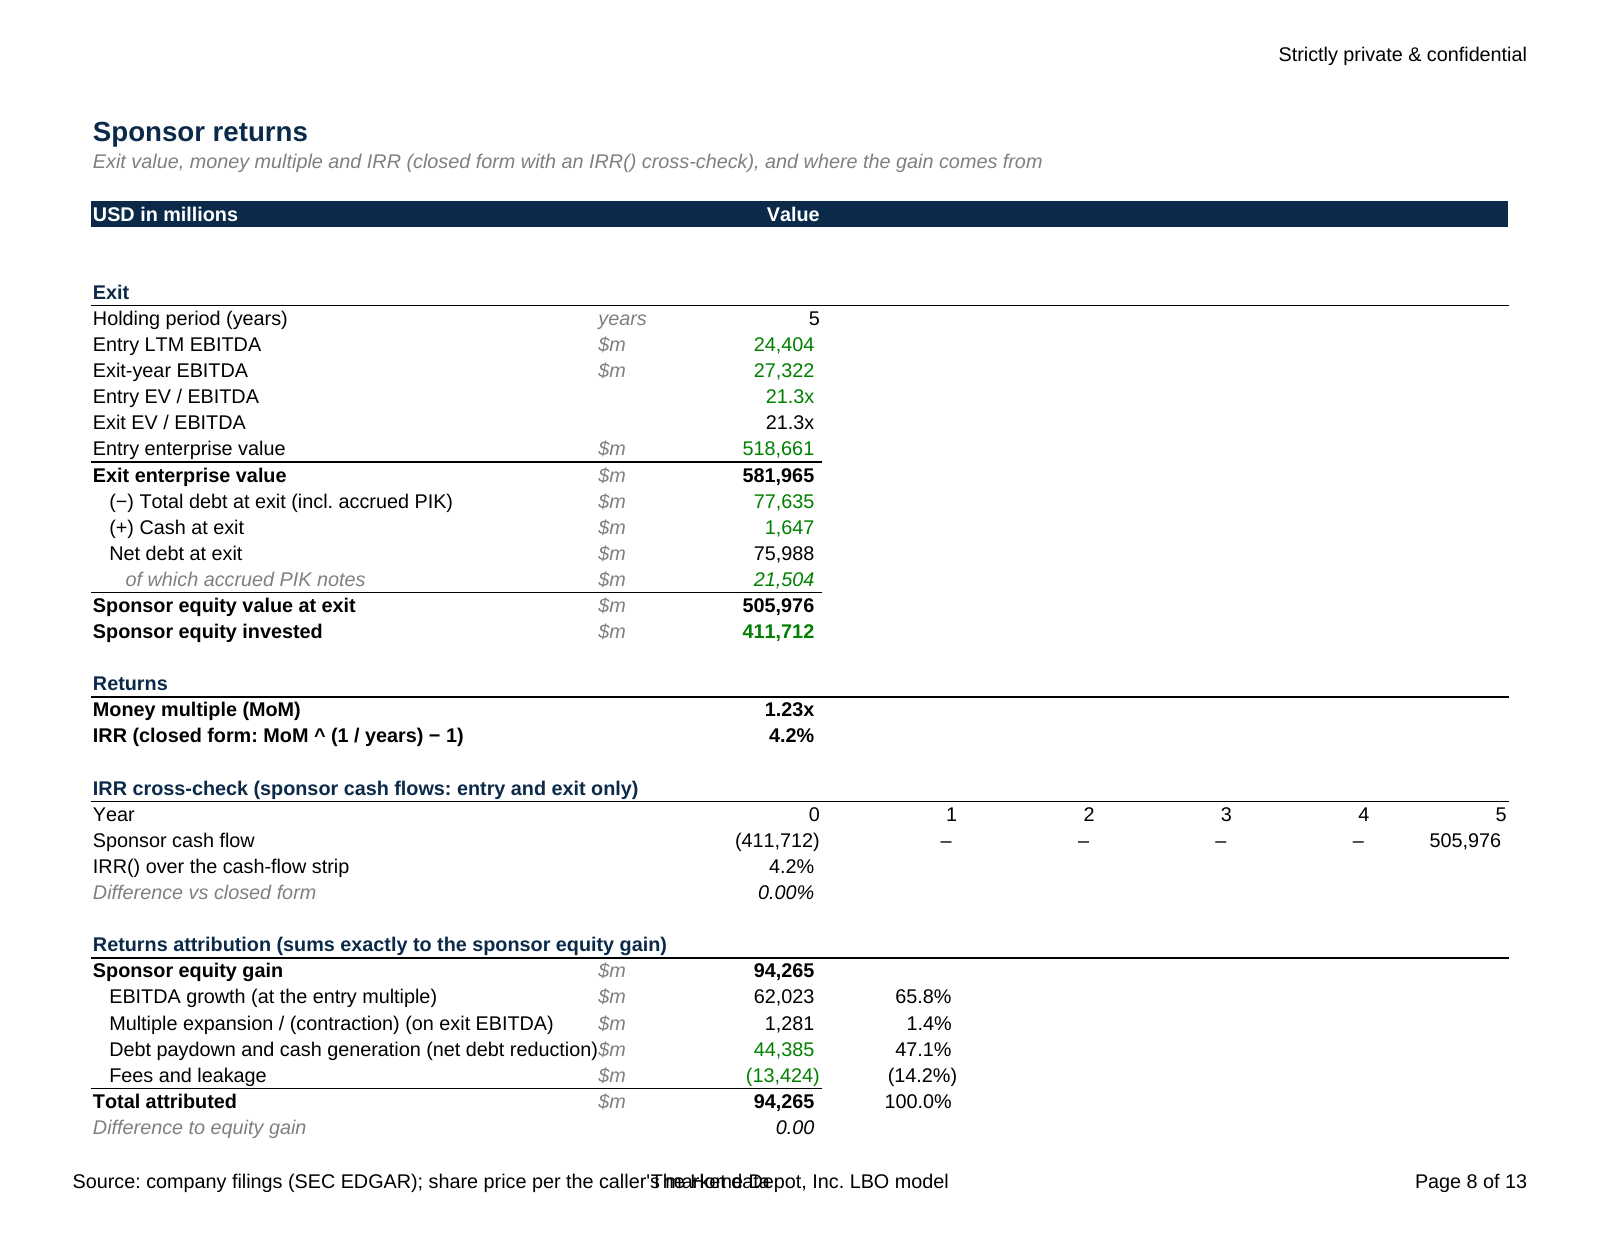 Strictly private & confidential
Sponsor returns
Exit value, money multiple and IRR (closed form with an IRR() cross-check), and where the gain comes from
USD in millions Value
Exit
Holding period (years) years 5
Entry LTM EBITDA $m 24,404
Exit-year EBITDA $m 27,322
Entry EV / EBITDA 21.3x
Exit EV / EBITDA 21.3x
Entry enterprise value $m 518,661
Exit enterprise value $m 581,965
(−) Total debt at exit (incl. accrued PIK) $m 77,635
(+) Cash at exit $m 1,647
Net debt at exit $m 75,988
of which accrued PIK notes $m 21,504
Sponsor equity value at exit $m 505,976
Sponsor equity invested $m 411,712
Returns
Money multiple (MoM) 1.23x
IRR (closed form: MoM ^ (1 / years) − 1) 4.2%
IRR cross-check (sponsor cash flows: entry and exit only)
Year 0 1 2 3 4 5
Sponsor cash flow (411,712) – – – – 505,976
IRR() over the cash-flow strip 4.2%
Difference vs closed form 0.00%
Returns attribution (sums exactly to the sponsor equity gain)
Sponsor equity gain $m 94,265
EBITDA growth (at the entry multiple) $m 62,023 65.8%
Multiple expansion / (contraction) (on exit EBITDA) $m 1,281 1.4%
Debt paydown and cash generation (net debt reduction) $m 44,385 47.1%
Fees and leakage $m (13,424) (14.2%)
Total attributed $m 94,265 100.0%
Difference to equity gain 0.00
Source: company filings (SEC EDGAR); share price per the caller's market data The Home Depot, Inc. LBO model Page 8 of 13